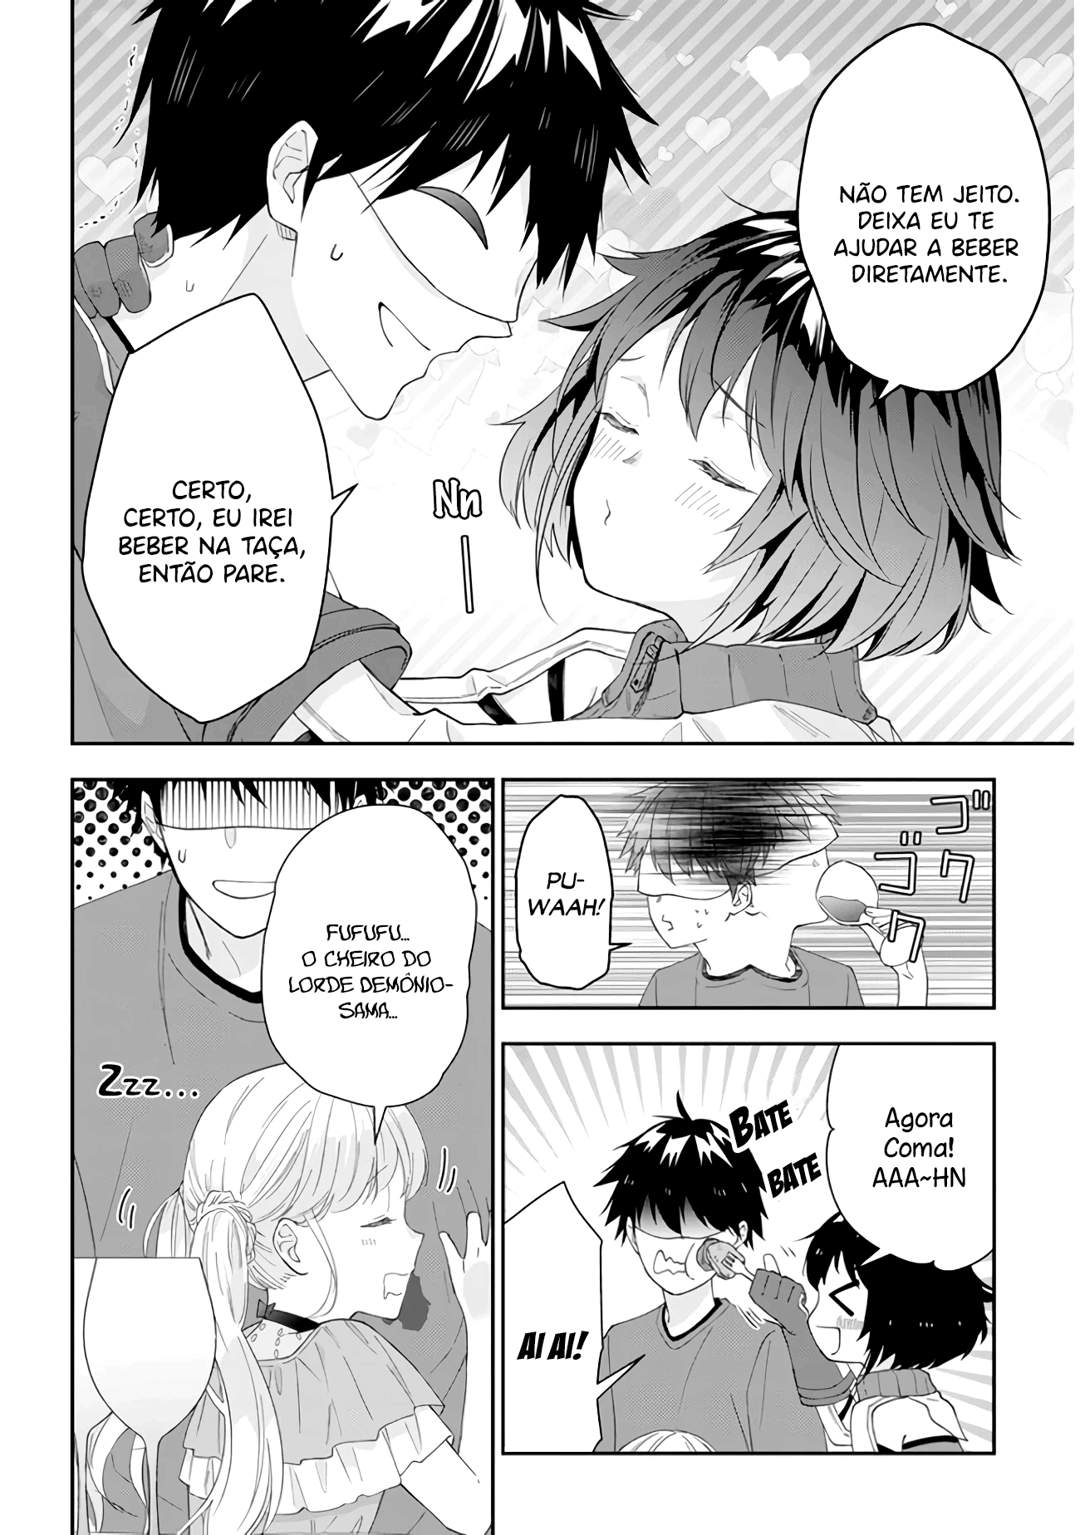 NÃO TEM JEITO.
DEIXA EU TE
AJUDAR A BEBER
DIRETAMENTE.
Nn
CERTO,
CERTO, EU IREI
BEBER NA TAÇA,
ENTÃO PARE.
ゴク
ゴク
PU-
WAAH!
Agora
Coma!
AAA~HN
BATE
BATE
AI AI!
FUFUFU...
O CHEIRO DO
LORDE DEMÔNIO-
SAMA...
Zzz...